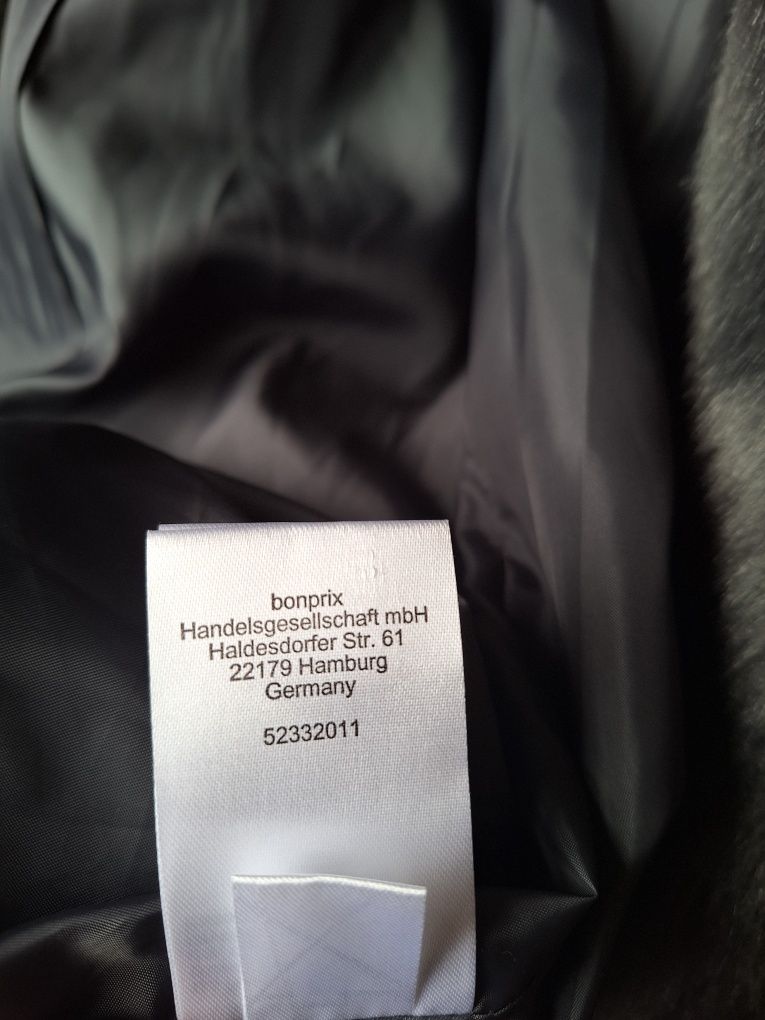 bonprix
Handelsgesellschaft mbH
Haldesdorfer Str. 61
22179 Hamburg
Germany
52332011